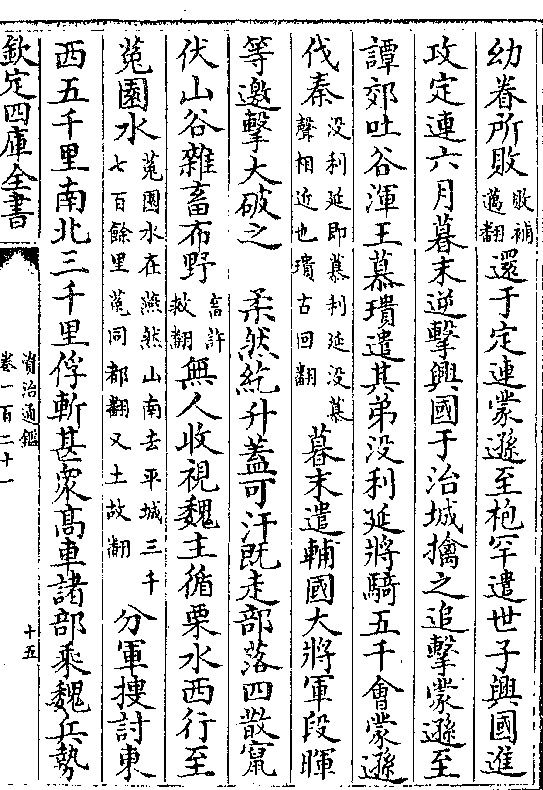 幼眷所敗敗補邁翻還于定連蒙遜至枹罕遣世子興國進
攻定連六月暮末逆擊興國于治城擒之追擊蒙遜至
譚郊吐谷渾王慕璝遣其弟没利延將騎五千會蒙遜
伐秦没利延即慕利延没慕聲相近也璝古回翻暮末遣輔國大將軍段暉
等邀擊大破之　柔然紇升蓋可汗既走部落四散竄
伏山谷雜畜布野畜許救翻無人收視魏主循栗水西行至
菟園水菟園水在燕然山南去平城三千七百餘里菟同都翻又土故翻分軍搜討東
西五千里南北三千里俘斬甚衆髙車諸部乘魏兵勢
欽定四庫全書
資治通鑑
卷一百二十一
十五